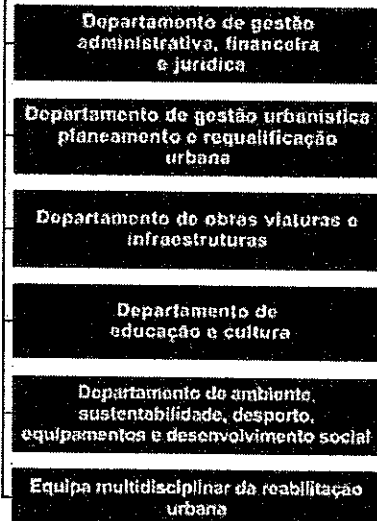 Departamento de gestão
administrativa, financeira
e jurídica
Departamento de gestão urbanística
planeamento e requalificação
urbana
Departamento de obras viaturas e
infraestruturas
Departamento de
educação e cultura
Departamento de ambiente,
sustentabilidade, desporto,
equipamentos e desenvolvimento social
Equipa multidisciplinar da reabilitação
urbana